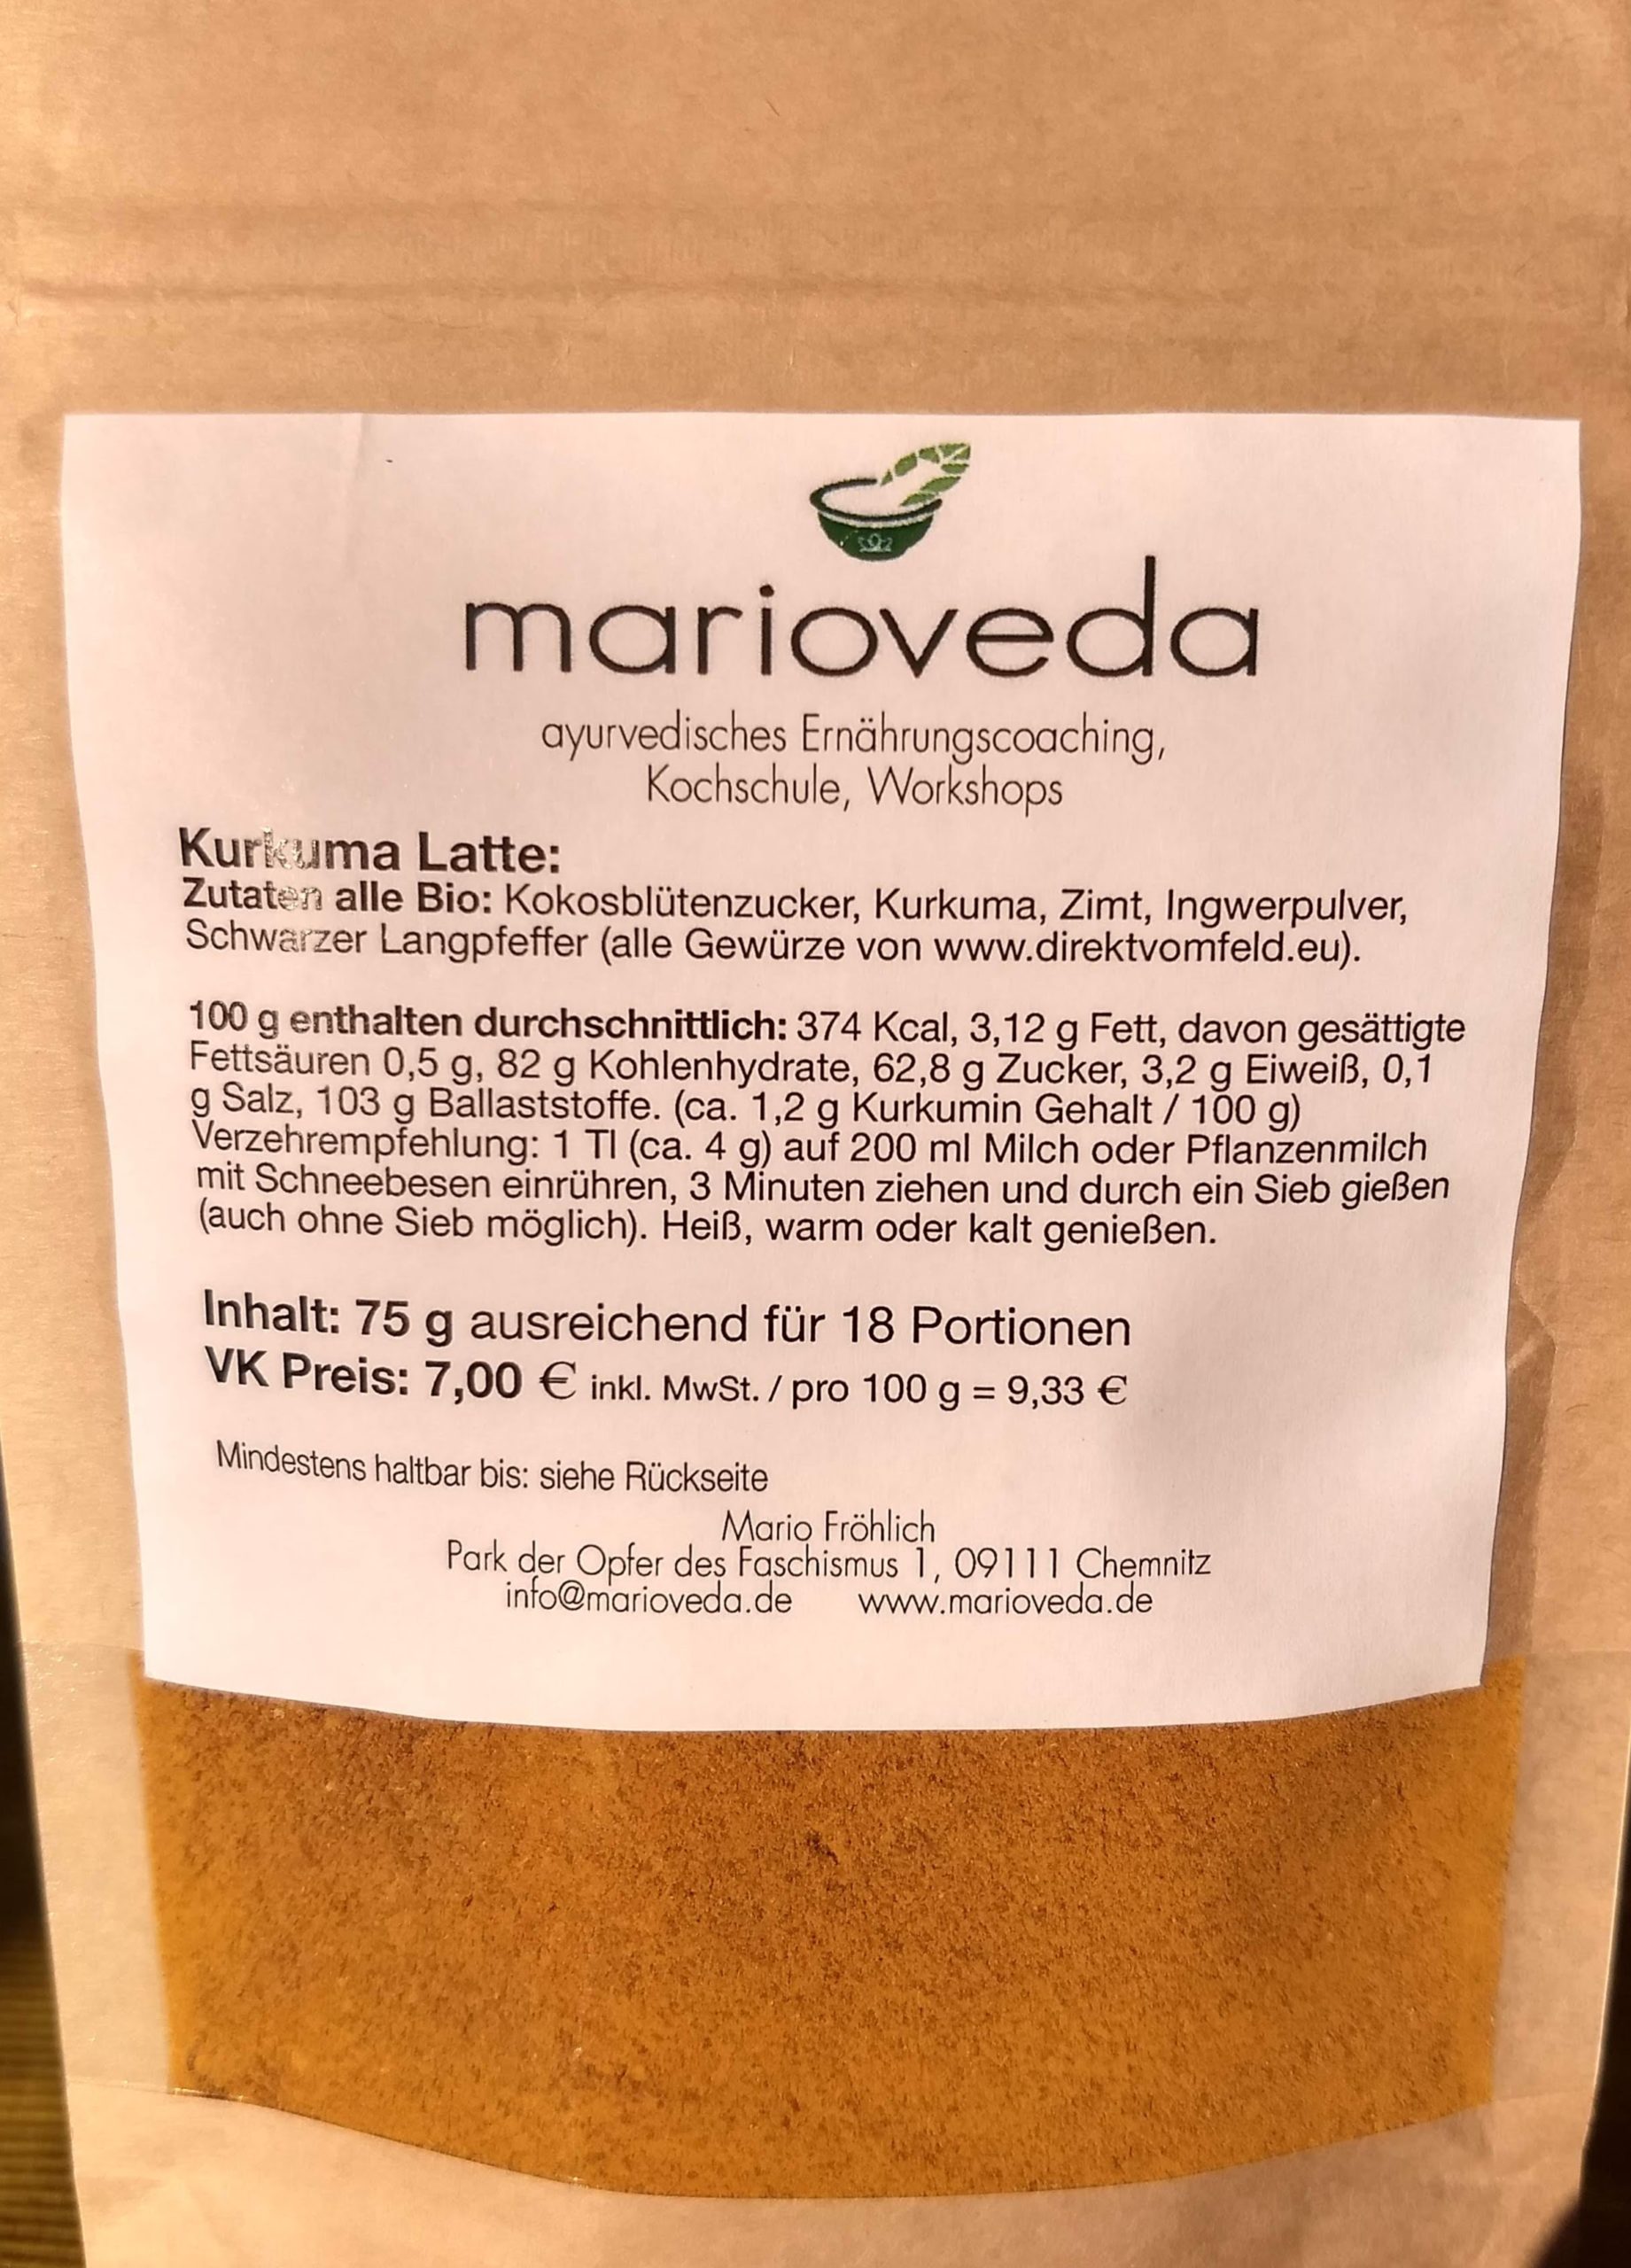 marioveda
ayurvedisches Ernährungscoaching,
Kochschule, Workshops
Kurkuma Latte:
Zutaten alle Bio: Kokosblütenzucker, Kurkuma, Zimt, Ingwerpulver,
Schwarzer Langpfeffer (alle Gewürze von www.direktvomfeld.eu).
100 g enthalten durchschnittlich: 374 Kcal, 3,12 g Fett, davon gesättigte
Fettsäuren 0,5 g, 82 g Kohlenhydrate, 62,8 g Zucker, 3,2 g Eiweiß, 0,1
g Salz, 103 g Ballaststoffe. (ca. 1,2 g Kurkumin Gehalt / 100 g)
Verzehrempfehlung: 1 Tl (ca. 4 g) auf 200 ml Milch oder Pflanzenmilch
mit Schneebesen einrühren, 3 Minuten ziehen und durch ein Sieb gießen
(auch ohne Sieb möglich). Heiß, warm oder kalt genießen.
Inhalt: 75 g ausreichend für 18 Portionen
VK Preis: 7,00 € inkl. MwSt. / pro 100 g = 9,33 €
Mindestens haltbar bis: siehe Rückseite
Mario Fröhlich
Park der Opfer des Faschismus 1, 09111 Chemnitz
info@marioveda.de www.marioveda.de